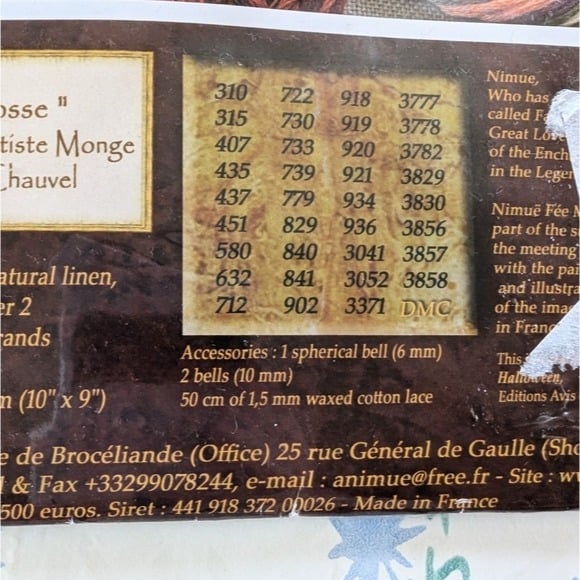 osse "
tiste Monge
Chauvel
atural linen,
er 2
rands
m (10" x 9")
310 722 918 3777
315 730 919 3778
407 733 920 3782
435 739 921 3829
437 779 934 3830
451 829 936 3856
580 840 3041 3857
632 841 3052 3858
712 902 3371 DMC
Accessories : 1 spherical bell (6 mm)
2 bells (10 mm)
50 cm of 1,5 mm waxed cotton lace
Nimue,
Who has
called F
Great Lov
of the Ench
in the Leger
Nimuë Fée M
part of the s
the meeting
with the pa
and illustra
of the ima
in Franc
This
Halloween,
Editions Avis
e de Brocéliande (Office) 25 rue Général de Gaulle (Sho
l & Fax +33299078244, e-mail : animue@free.fr - Site : w
500 euros. Siret : 441 918 372 00026 - Made in France